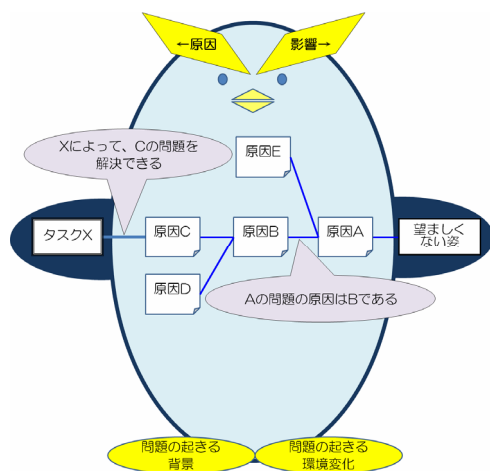 ←原因
影響→
Xによって、Cの問題を
解決できる
原因E
タスクX
原因C
原因B
原因A
望ましく
ない姿
原因D
Aの問題の原因はBである
問題の起きる
背景
問題の起きる
環境変化